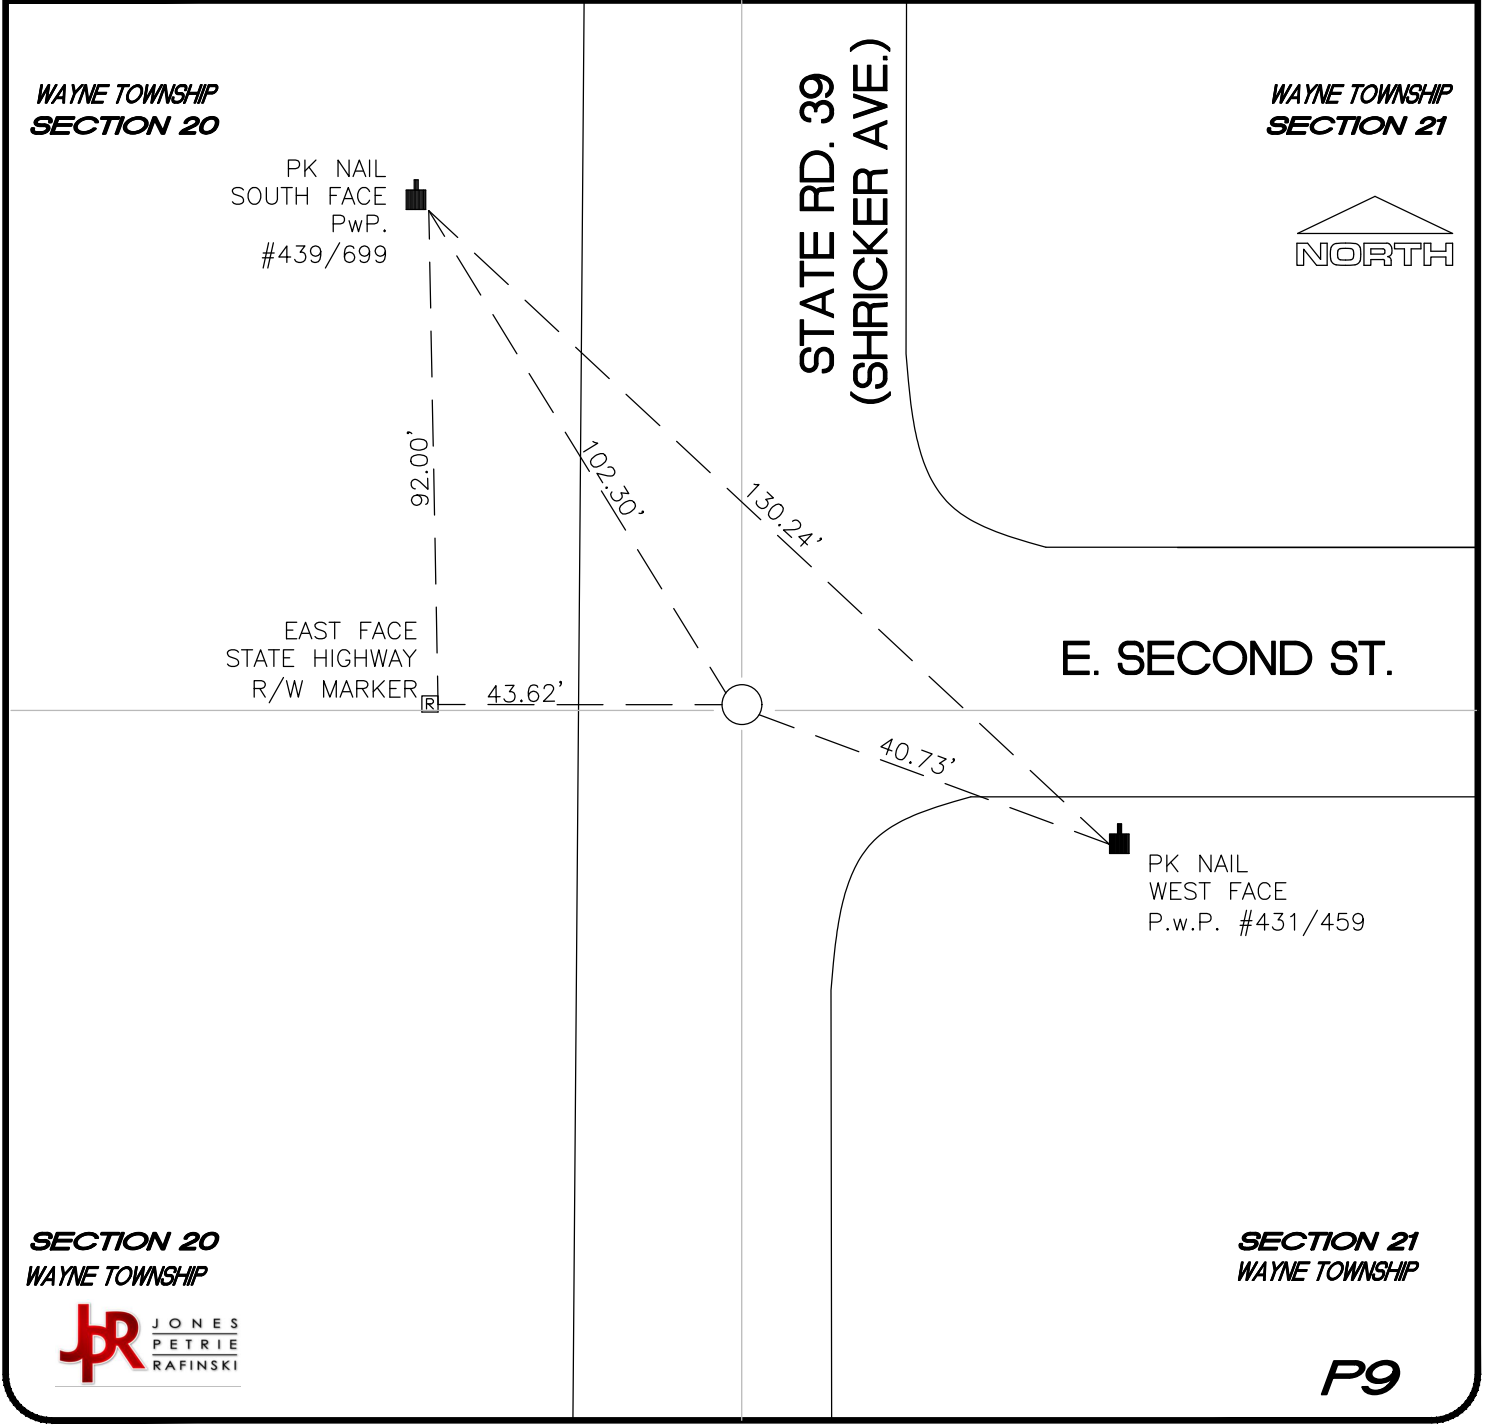 WAYNE TOWNSHIP
SECTION 20
WAYNE TOWNSHIP
SECTION 21
STATE RD. 39
(SHRICKER AVE.)
NORTH
PK NAIL
SOUTH FACE
PwP.
#439/699
92.00'
102.30'
130.24'
EAST FACE
STATE HIGHWAY
R/W MARKER
R
43.62'
E. SECOND ST.
40.73'
PK NAIL
WEST FACE
P.w.P. #431/459
SECTION 20
WAYNE TOWNSHIP
SECTION 21
WAYNE TOWNSHIP
JPR
JONES
PETRIE
RAFINSKI
P9